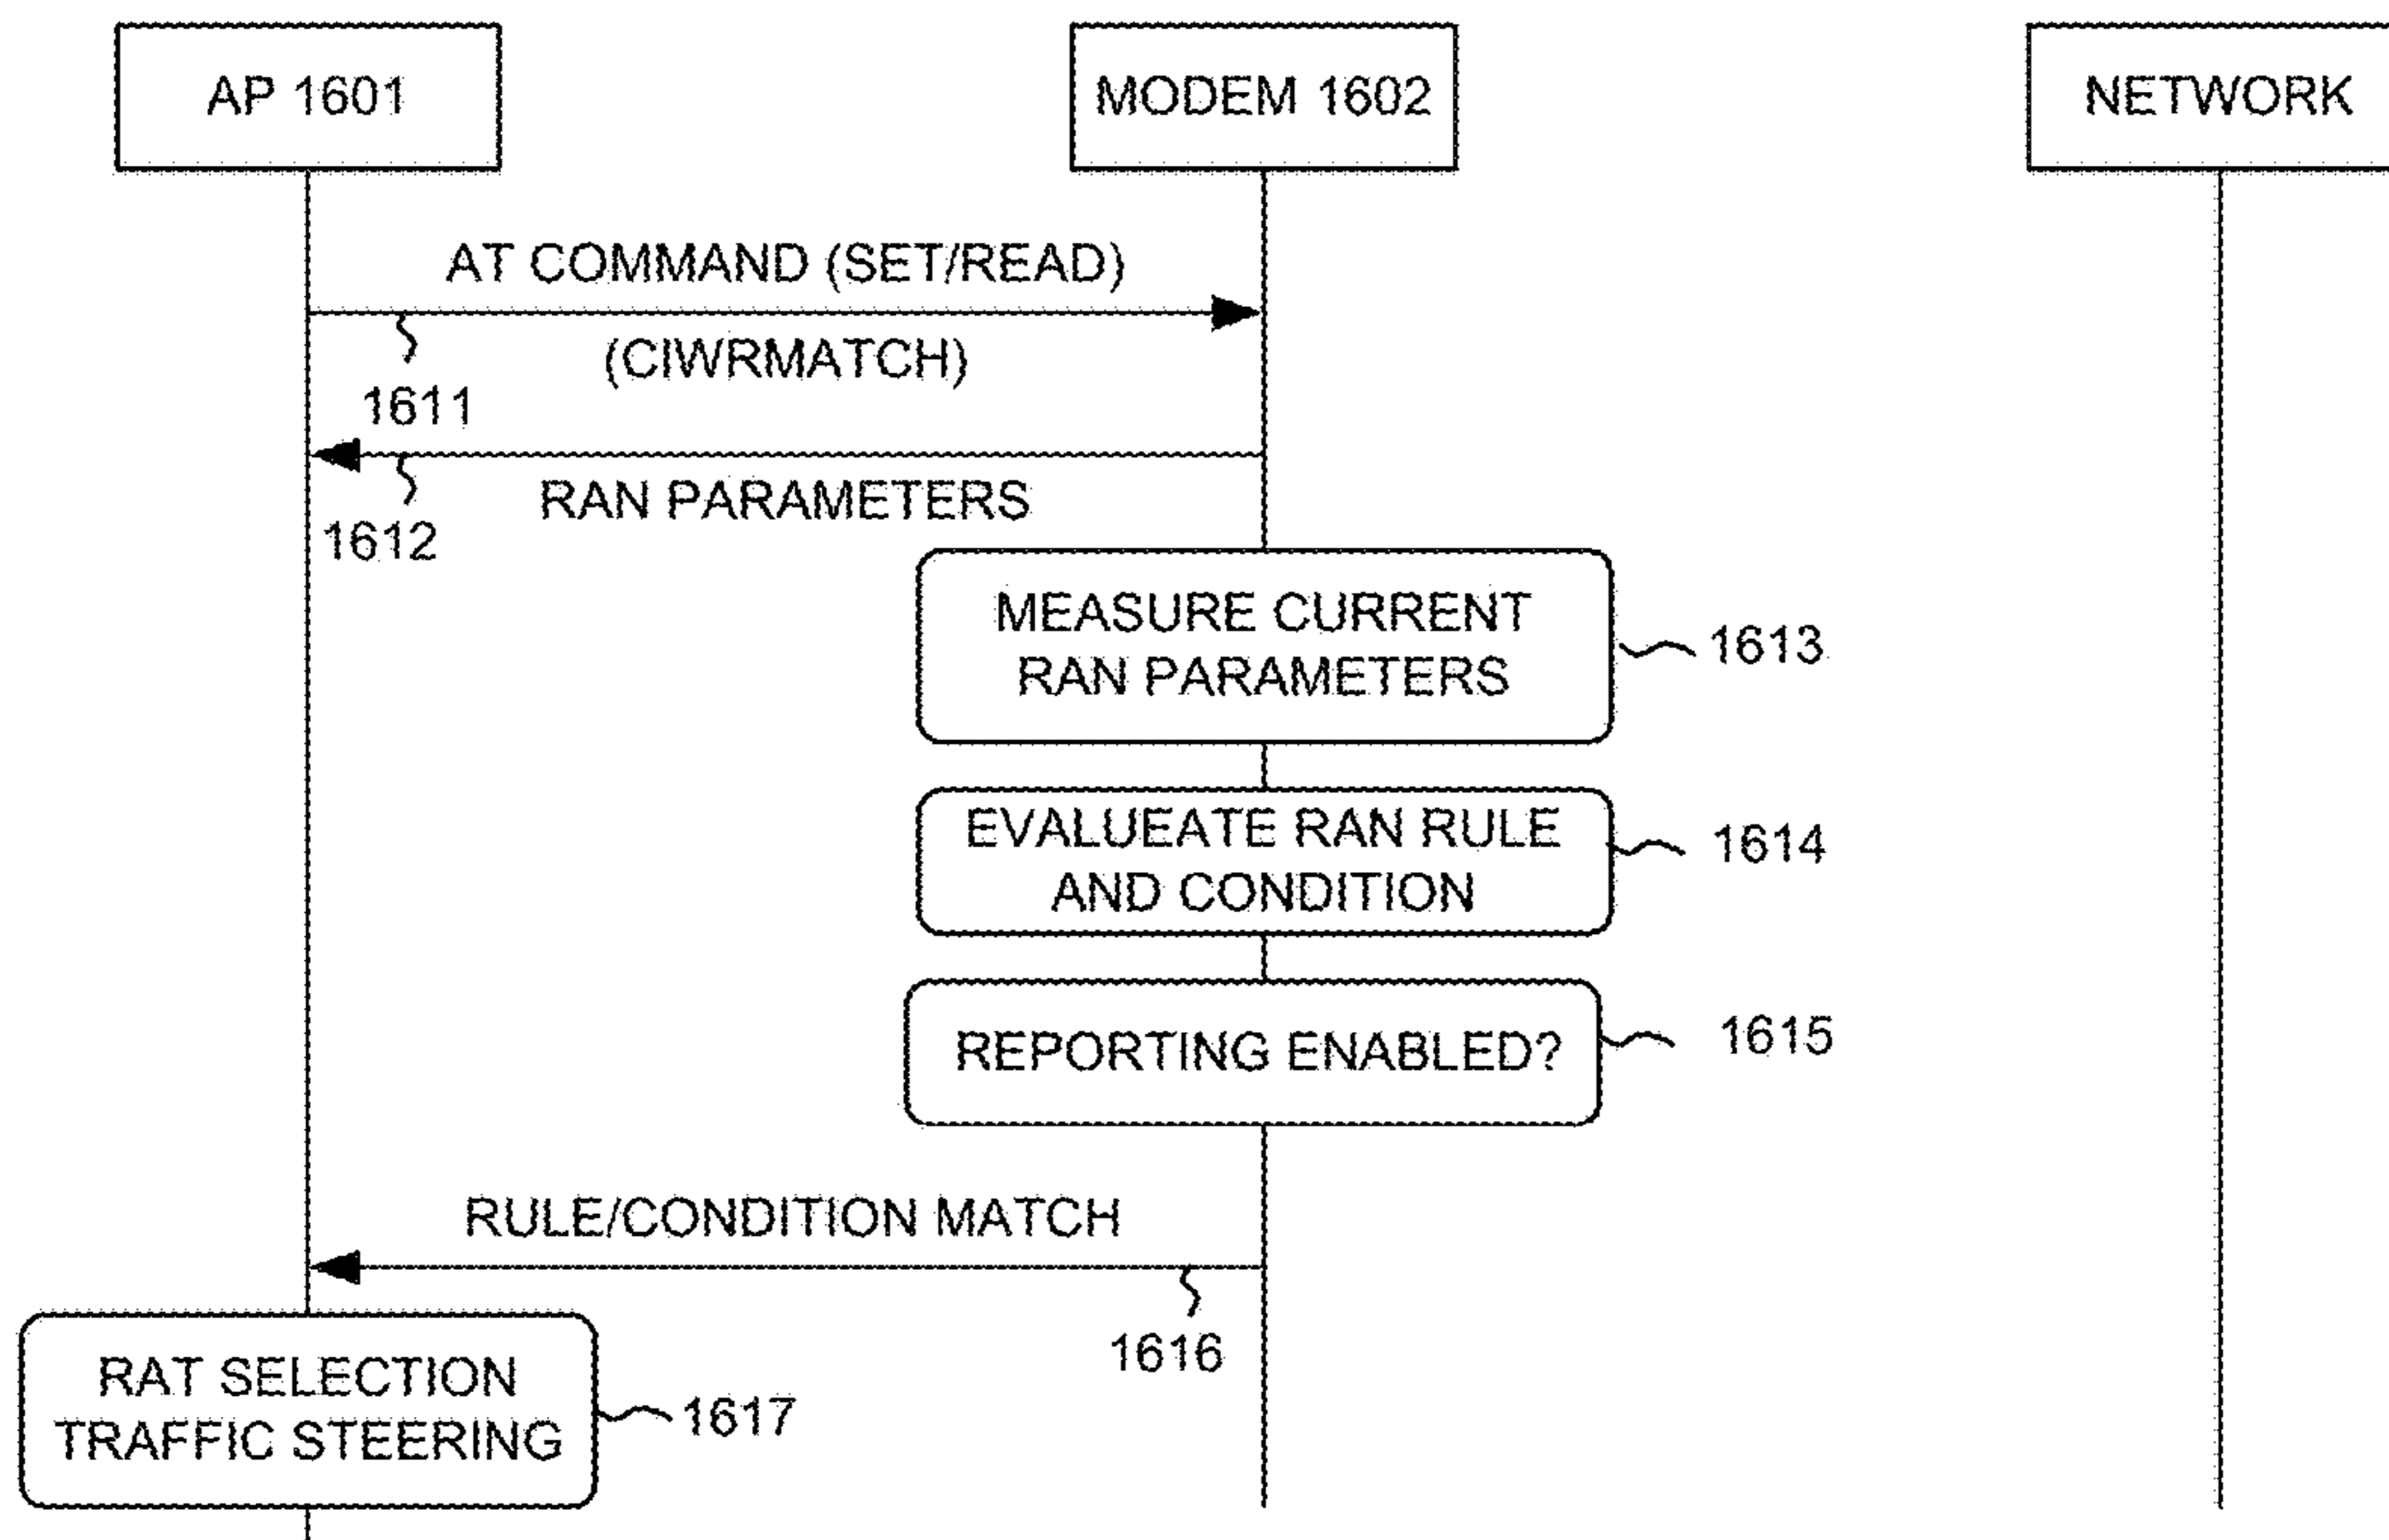 AP 1601
MODEM 1602
NETWORK
AT COMMAND (SET/READ)
(CIWRMATCH)
1611
RAN PARAMETERS
1612
MEASURE CURRENT
RAN PARAMETERS
1613
EVALUEATE RAN RULE
AND CONDITION
1614
REPORTING ENABLED?
1615
RULE/CONDITION MATCH
1616
RAT SELECTION
TRAFFIC STEERING
1617